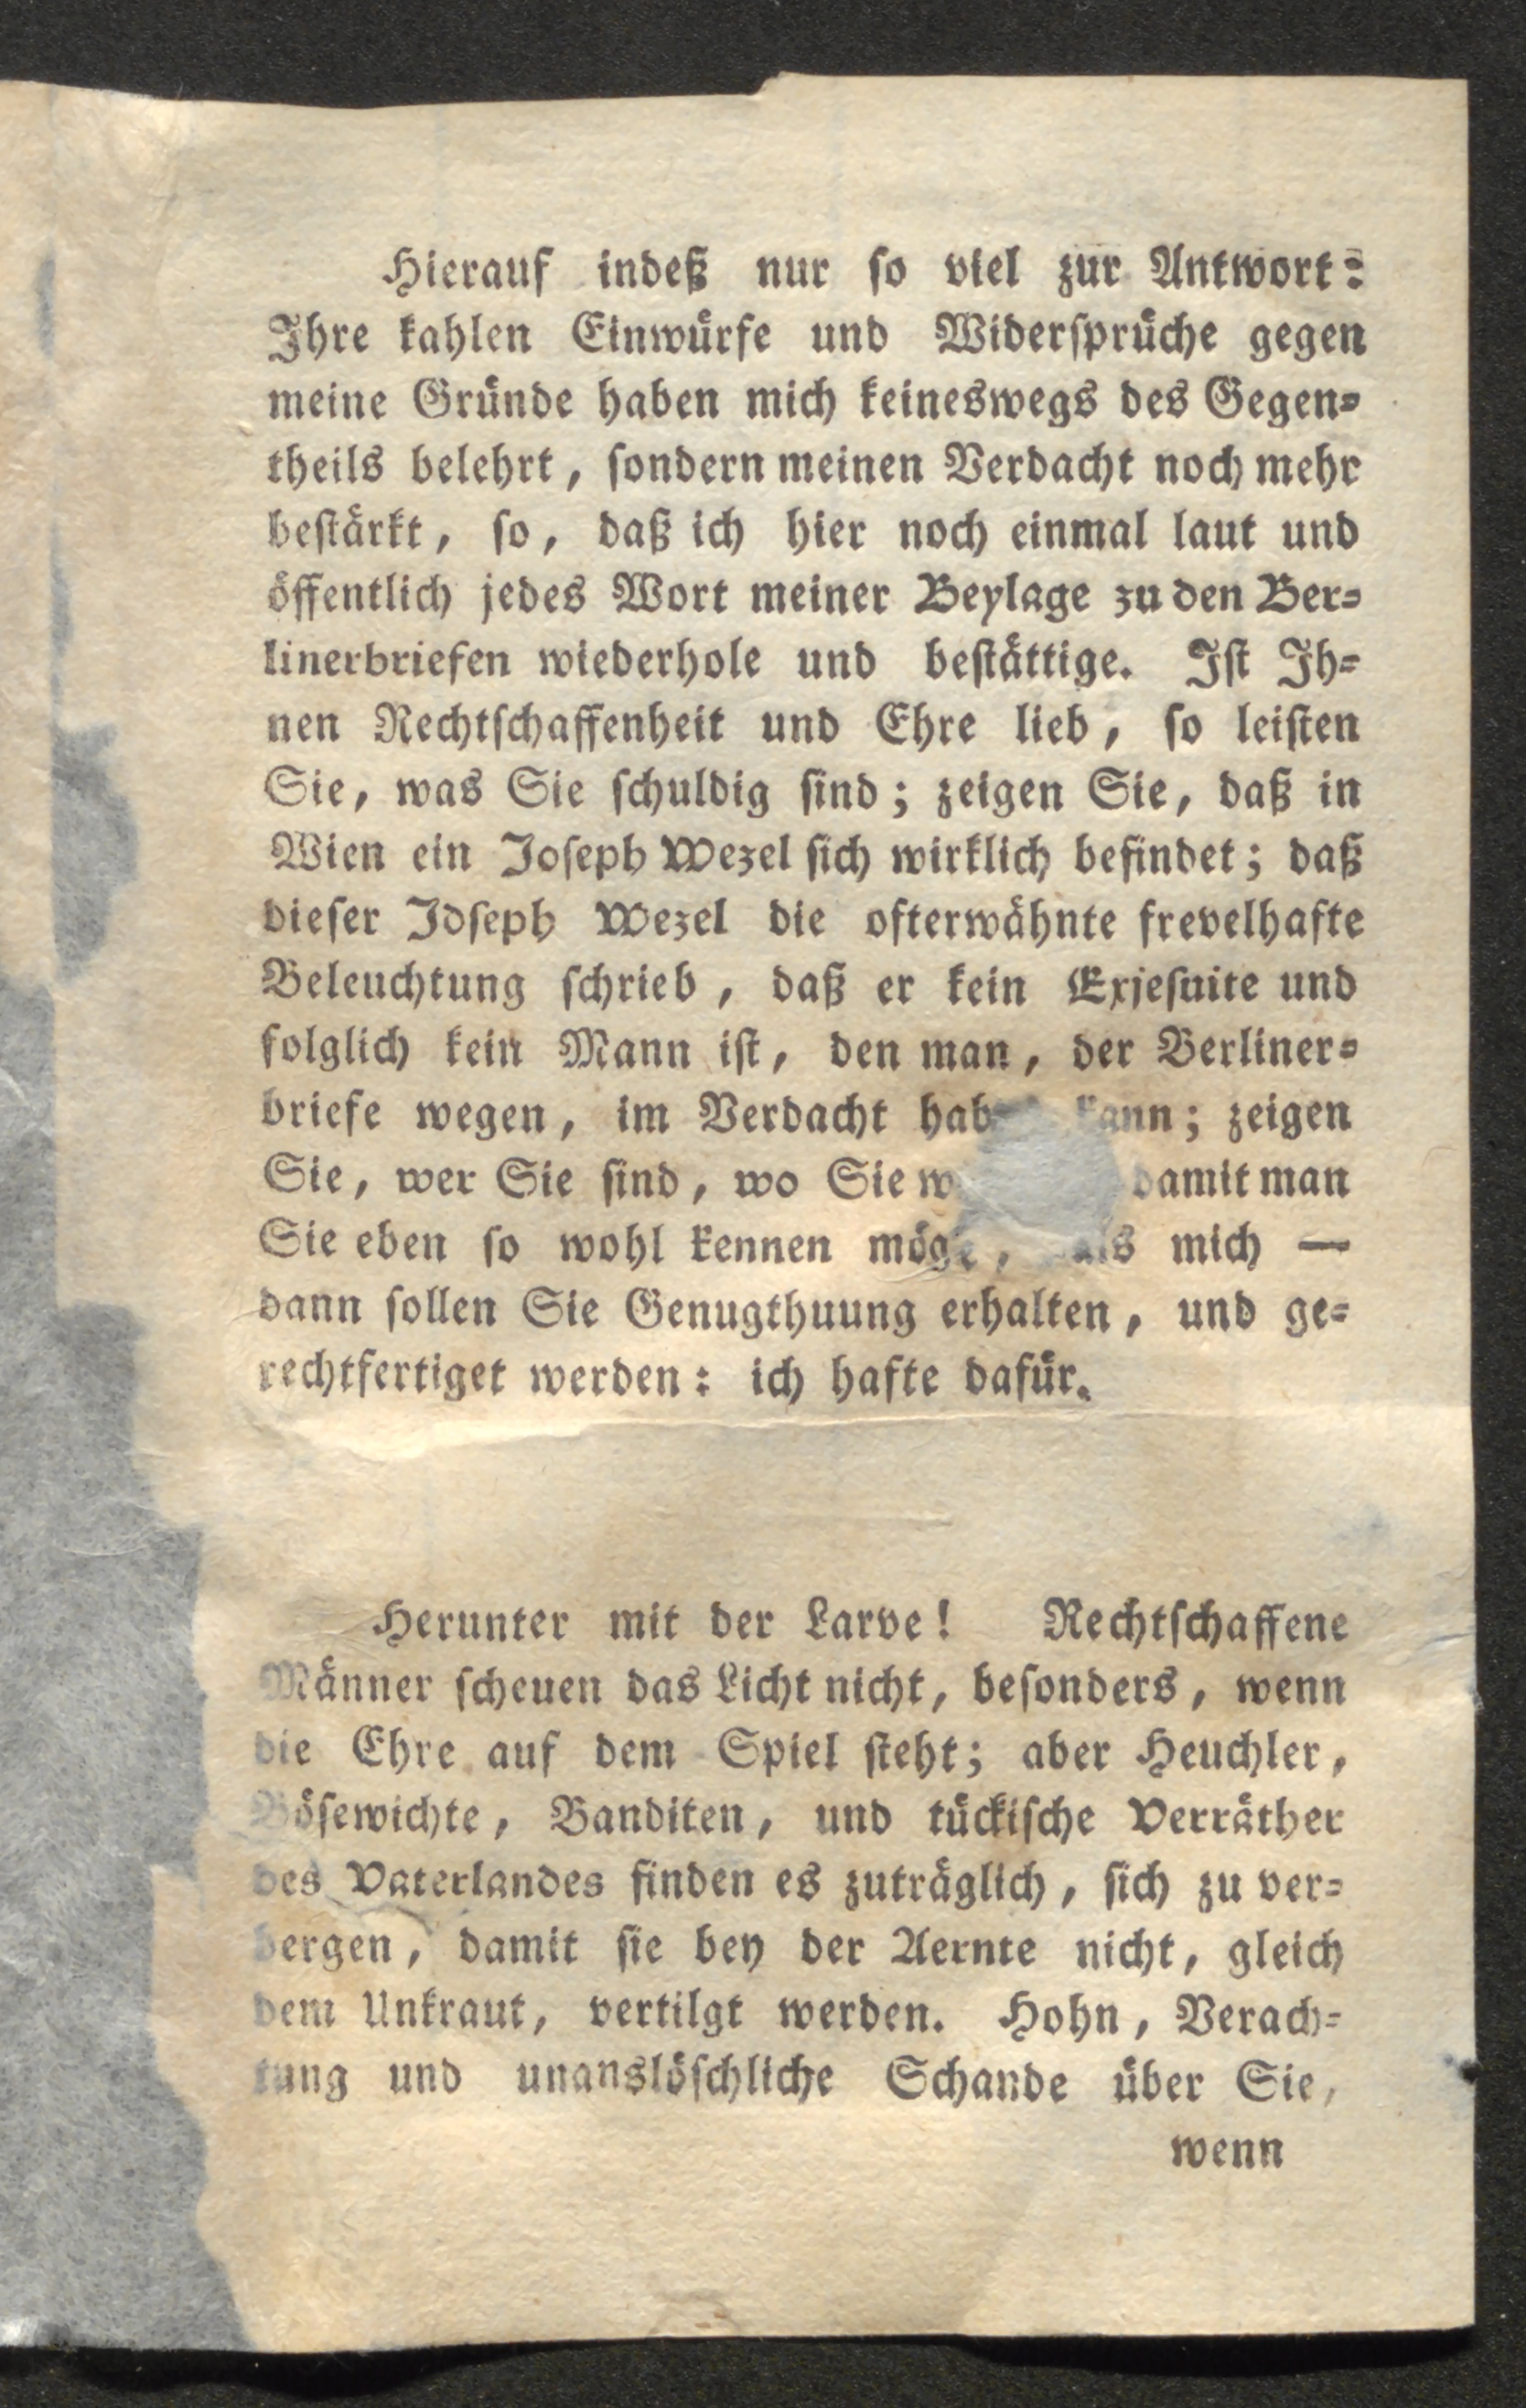 Hierauf indeß nur ſo viel zur Antwort:
Ihre kahlen Einwürfe und Widerſprüche gegen
meine Gründe haben mich keineswegs des Gegen⸗
theils belehrt, ſondern meinen Verdacht noch mehr
beſtärkt, ſo, daß ich hier noch einmal laut und
öffentlich jedes Wort meiner Beylage zu den Ber⸗
linerbriefen wiederhole und beſtättige. Iſt Ih⸗
nen Rechtſchaffenheit und Ehre lieb, ſo leiſten
Sie, was Sie ſchuldig ſind; zeigen Sie, daß in
Wien ein Joſeph Wezel ſich wirklich befindet; daß
dieſer Joſeph Wezel die ofterwähnte frevelhafte
Beleuchtung ſchrieb, daß er kein Exjeſuite und
folglich kein Mann iſt, den man, der Berliner⸗
briefe wegen, im Verdacht kann; zeigen
Sie, wer Sie ſind, wo Sie damit man
Sie eben ſo wohl kennen möge, als mich —
dann ſollen Sie Genugthuung erhalten, und ge⸗
rechtfertiget werden: ich hafte dafür.
Herunter mit der Larve! Rechtſchaffene
Männer ſcheuen das Licht nicht, beſonders, wenn
die Ehre auf dem Spiel ſteht; aber Heuchler,
Böſewichte, Banditen, und tückiſche Verräther
des Vaterlandes finden es zuträglich, ſich zu ver⸗
bergen, damit ſie bey der Aernte nicht, gleich
dem Unkraut, vertilgt werden. Hohn, Verach⸗
tung und unanslöſchliche Schande über Sie,
wenn